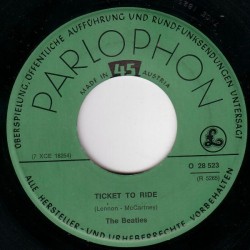 ÜBERSPIELUNG, ÖFFENTLICHE AUFFÜHRUNG UND RUNDFUNKSENDUNGEN UNTERSAGT
PARLOPHON
MADE IN 45 AUSTRIA
(7 XCE 18254)
O 28 523
(R 5265)
TICKET TO RIDE
(Lennon - McCartney)
The Beatles
ALLE HERSTELLER - UND URHEBERRECHTE VORBEHALTEN